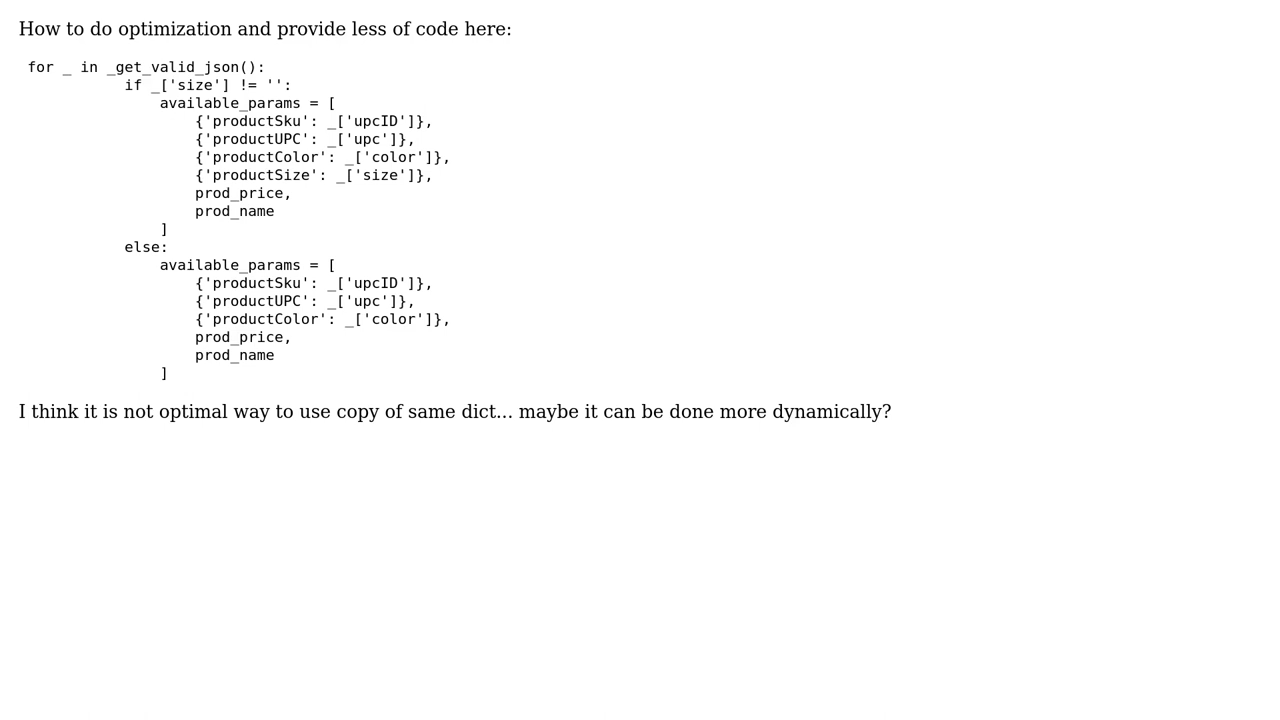 How to do optimization and provide less of code here:
for _ in _get_valid_json():
           if _['size'] != '':
               available_params = [
                   {'productSku': _['upcID']},
                   {'productUPC': _['upc']},
                   {'productColor': _['color']},
                   {'productSize': _['size']},
                   prod_price,
                   prod_name
               ]
           else:
               available_params = [
                   {'productSku': _['upcID']},
                   {'productUPC': _['upc']},
                   {'productColor': _['color']},
                   prod_price,
                   prod_name
               ]
I think it is not optimal way to use copy of same dict... maybe it can be done more dynamically?